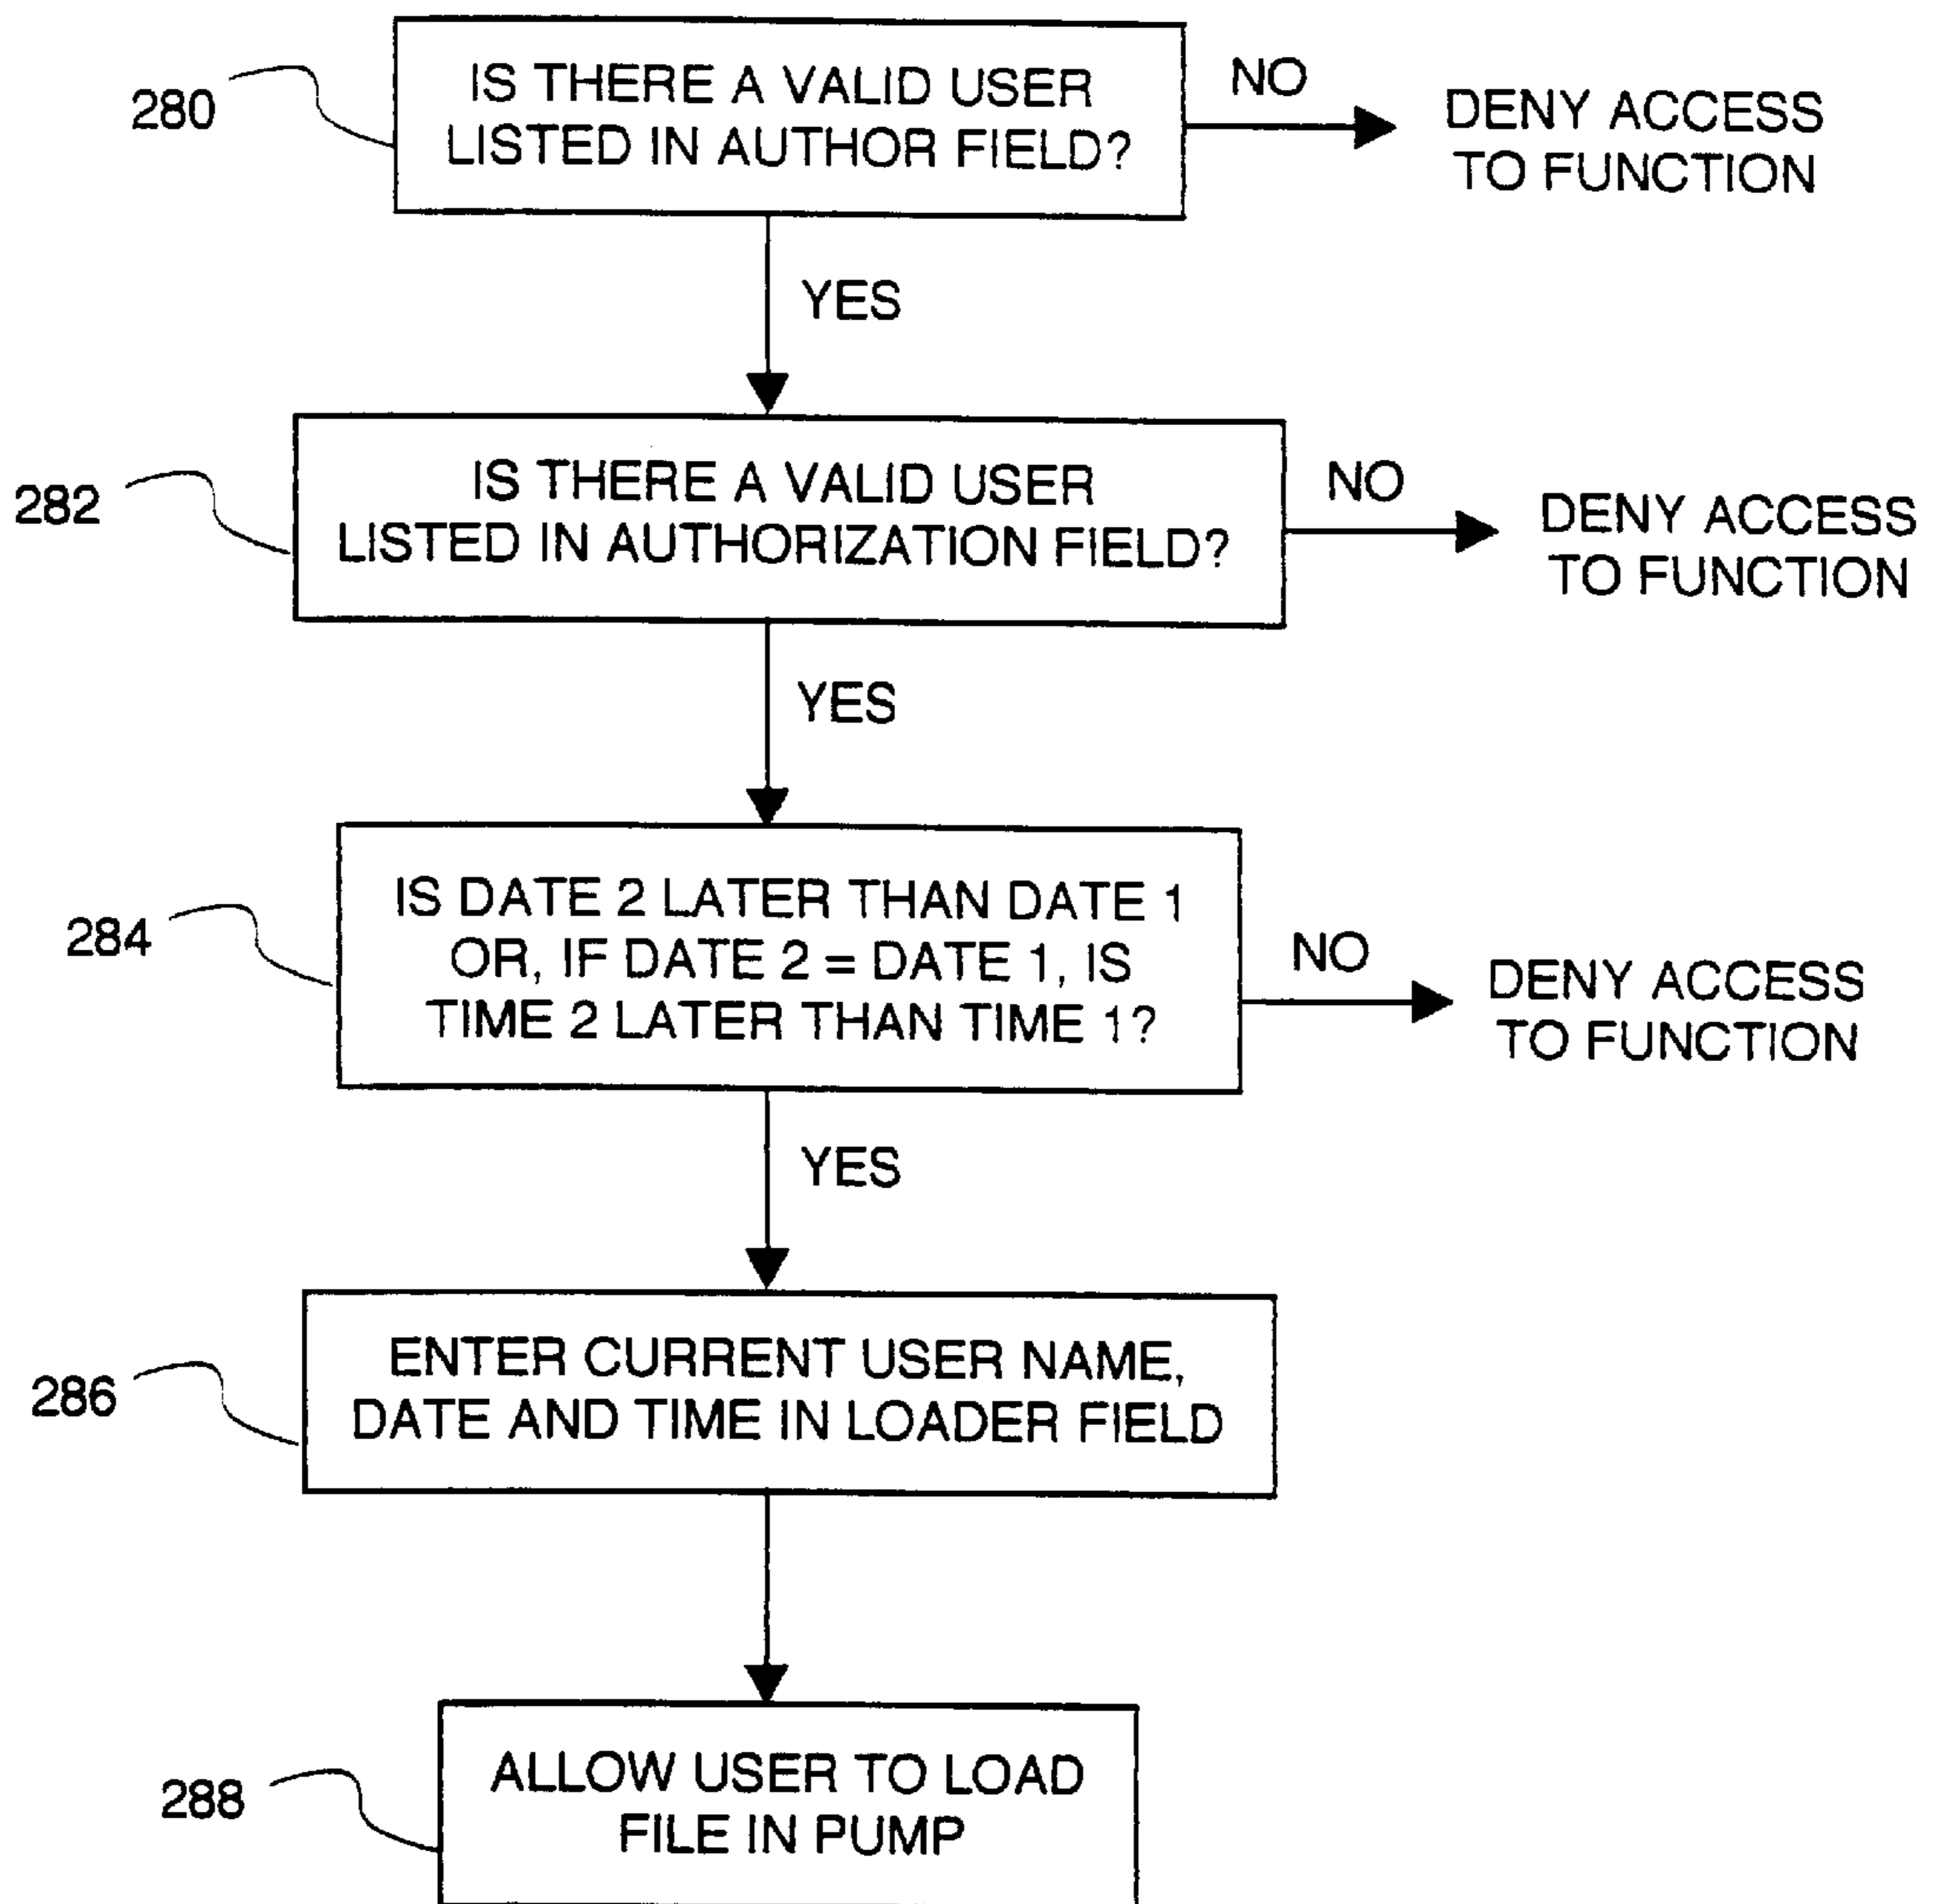 280
IS THERE A VALID USER
LISTED IN AUTHOR FIELD?
NO
DENY ACCESS
TO FUNCTION
YES
282
IS THERE A VALID USER
LISTED IN AUTHORIZATION FIELD?
NO
DENY ACCESS
TO FUNCTION
YES
284
IS DATE 2 LATER THAN DATE 1
OR, IF DATE 2 = DATE 1, IS
TIME 2 LATER THAN TIME 1?
NO
DENY ACCESS
TO FUNCTION
YES
286
ENTER CURRENT USER NAME,
DATE AND TIME IN LOADER FIELD
288
ALLOW USER TO LOAD
FILE IN PUMP